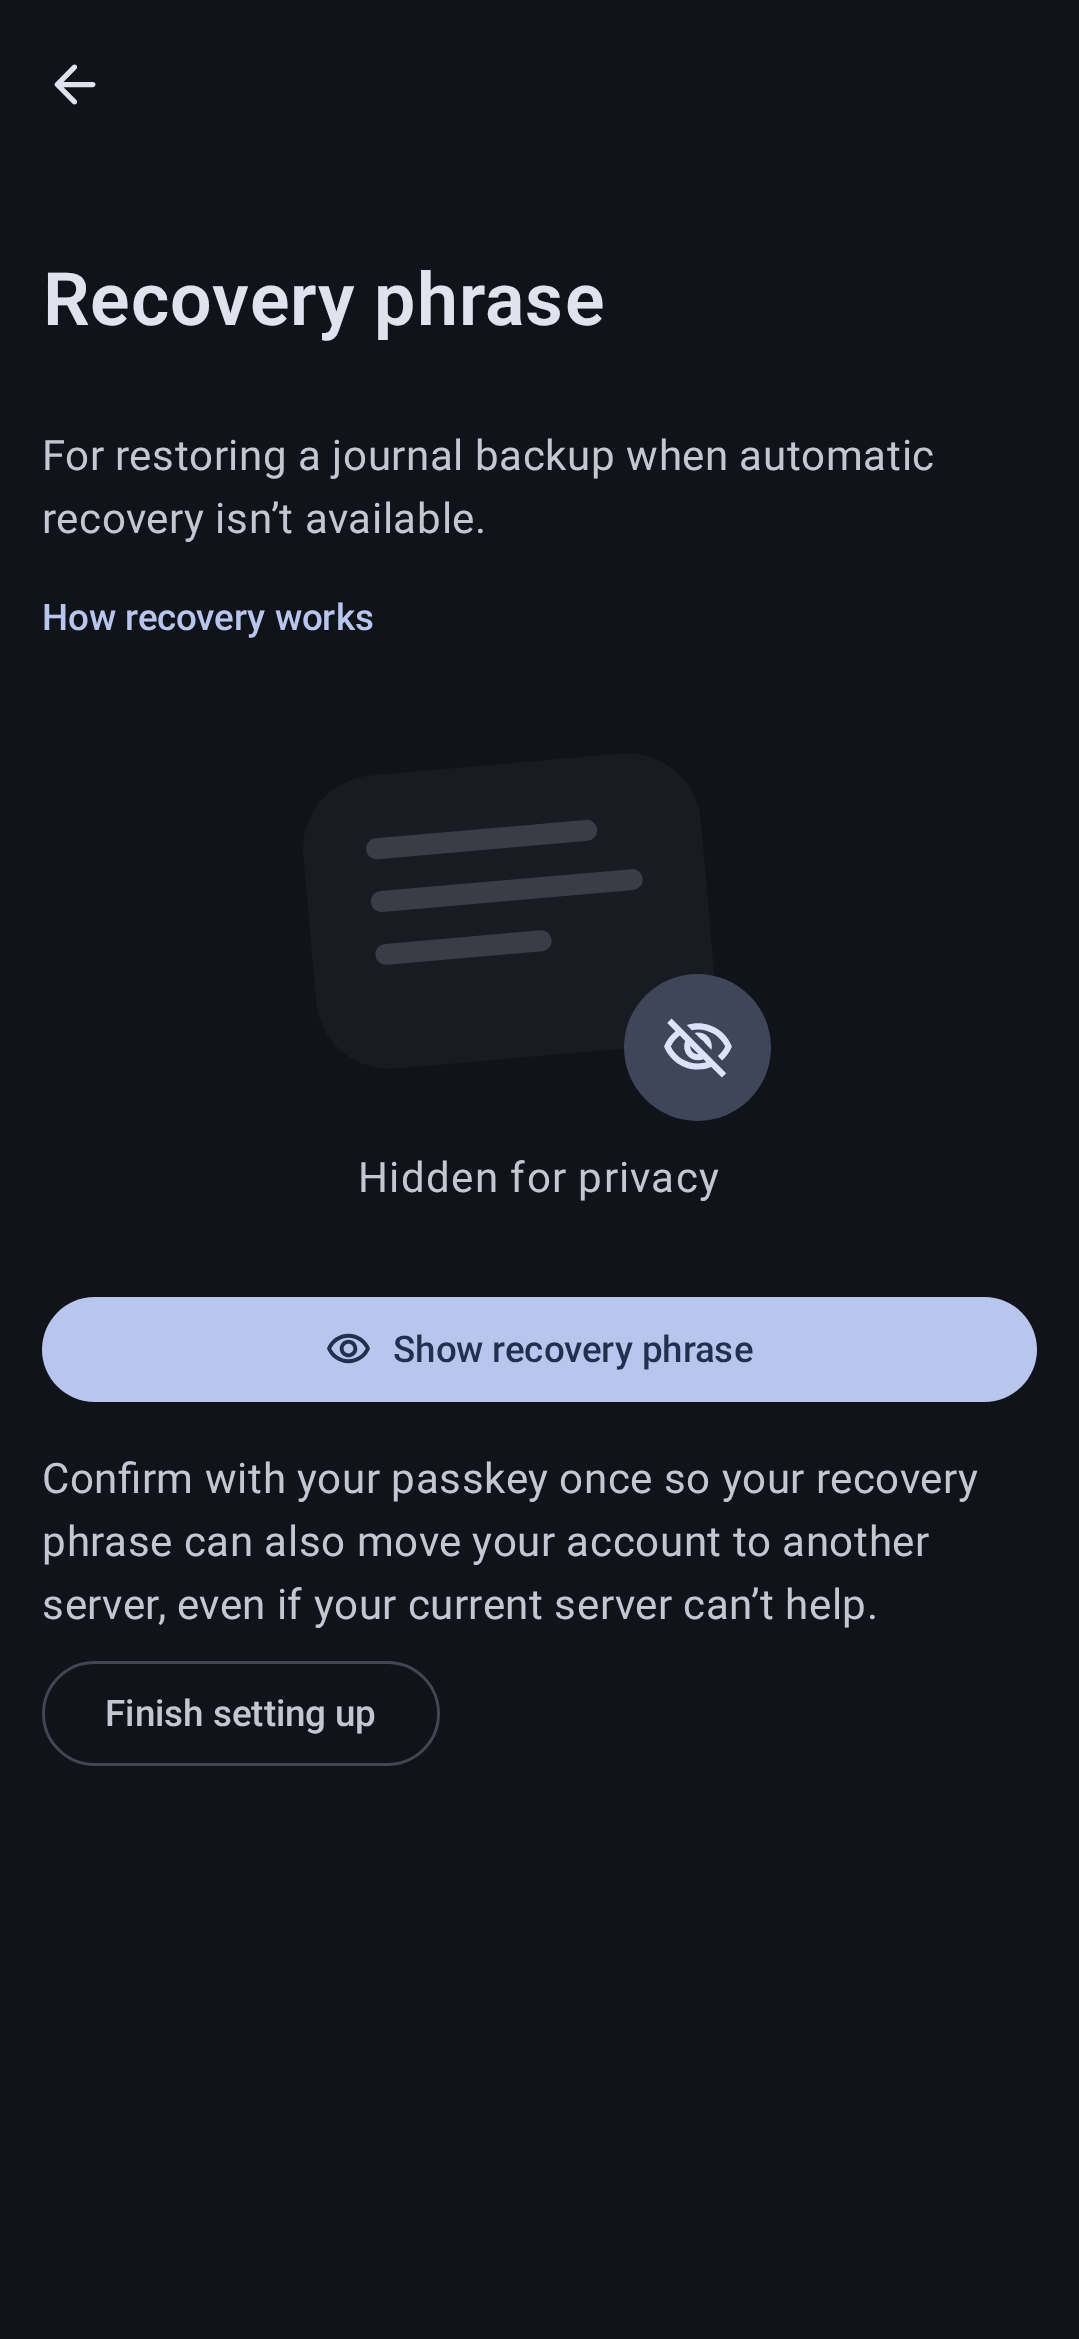 Recovery phrase
For restoring a journal backup when automatic
recovery isn’t available.
How recovery works
Hidden for privacy
Show recovery phrase
Confirm with your passkey once so your recovery
phrase can also move your account to another
server, even if your current server can’t help.
Finish setting up